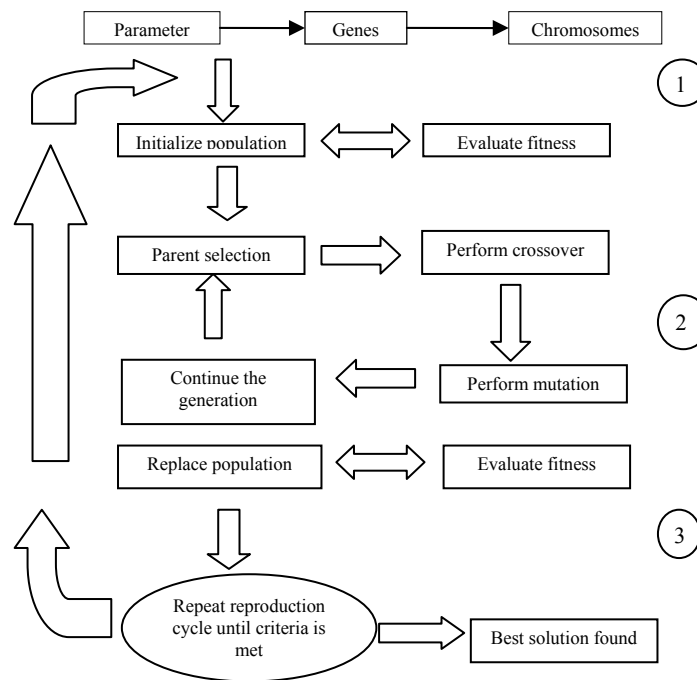 Parameter
Genes
Chromosomes
1
Initialize population
Evaluate fitness
Parent selection
Perform crossover
2
Continue the
generation
Perform mutation
Replace population
Evaluate fitness
3
Repeat reproduction
cycle until criteria is
met
Best solution found